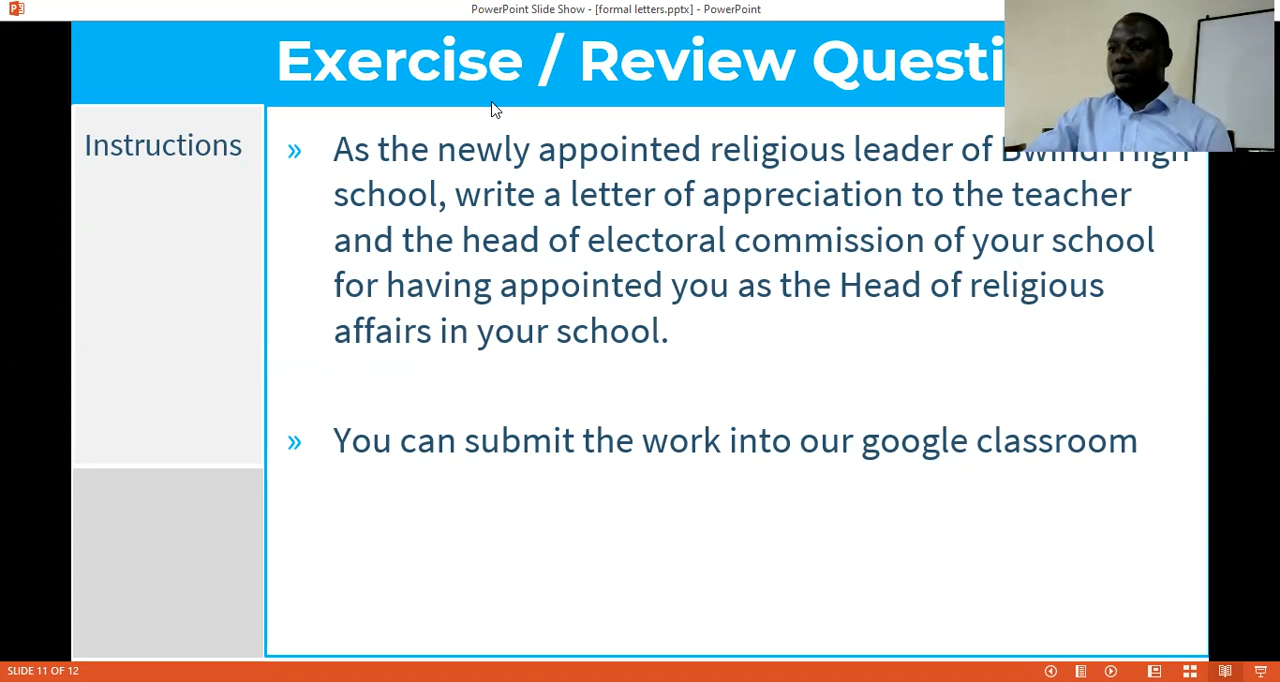 PowerPoint Slide Show - [formal letters.pptx] - PowerPoint
Exercise / Review Questi
Instructions
» As the newly appointed religious leader of Bwindi High
school, write a letter of appreciation to the teacher
and the head of electoral commission of your school
for having appointed you as the Head of religious
affairs in your school.
» You can submit the work into our google classroom
SLIDE 11 OF 12